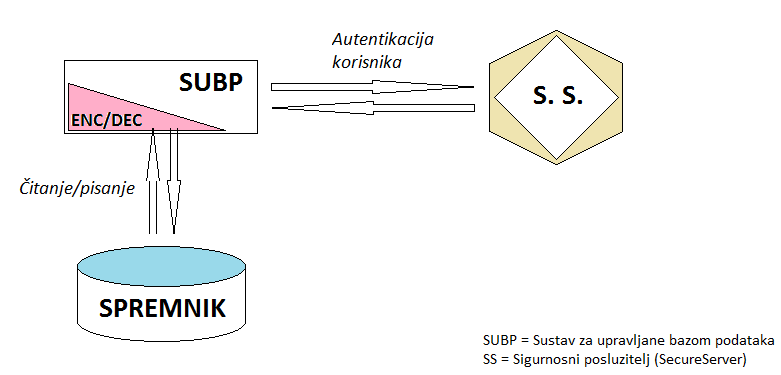 Autentikacija
korisnika
SUBP
S. S.
ENC/DEC
Čitanje/pisanje
SPREMNIK
SUBP = Sustav za upravljane bazom podataka
SS = Sigurnosni posluzitelj (SecureServer)